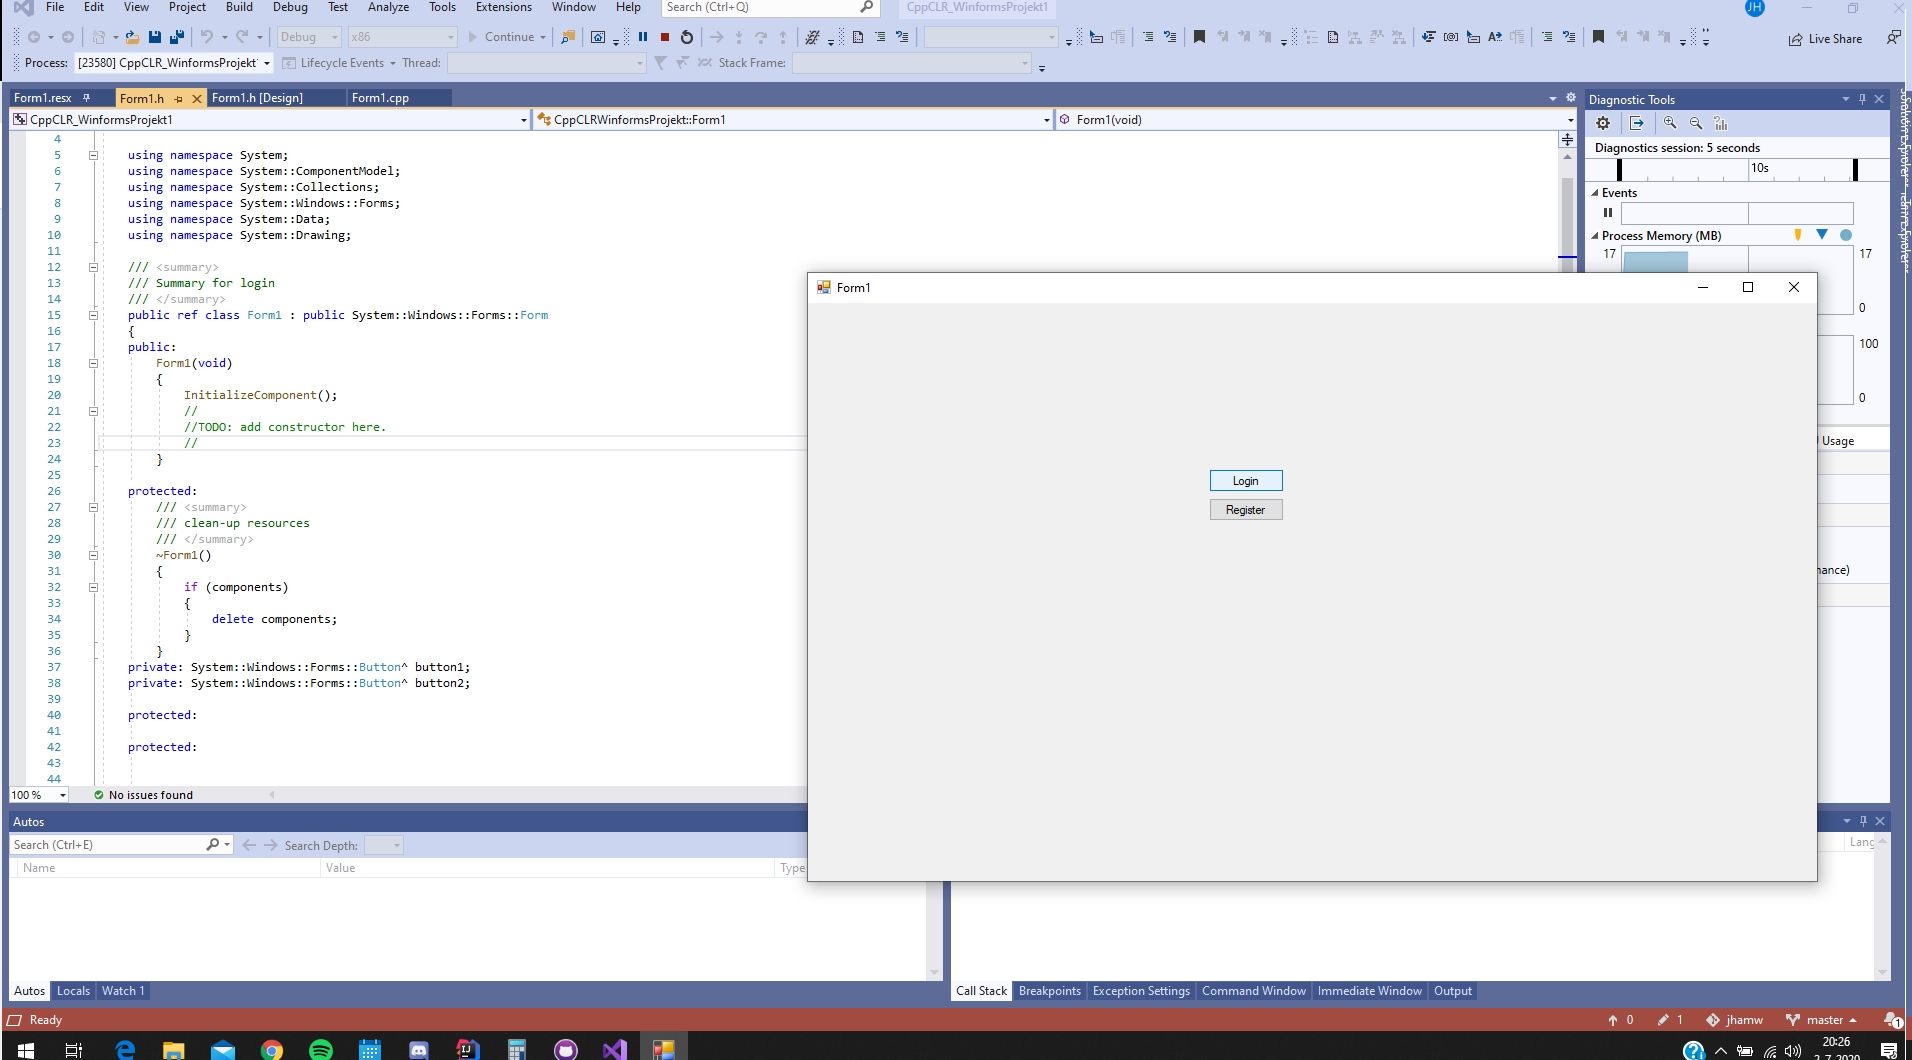 File Edit View Project Build Debug Test Analyze Tools Extensions Window Help Search (Ctrl+Q) CppCLR_WinformsProjekt1 JH
Debug x86 Continue Live Share
Process: [23580] CppCLR_WinformsProjekt Lifecycle Events Thread: Stack Frame:
Form1.resx Form1.h Form1.h [Design] Form1.cpp
CppCLR_WinformsProjekt1 CppCLRWinformsProjekt::Form1 Form1(void)
4
5 using namespace System;
6 using namespace System::ComponentModel;
7 using namespace System::Collections;
8 using namespace System::Windows::Forms;
9 using namespace System::Data;
10 using namespace System::Drawing;
11
12 /// <summary>
13 /// Summary for login
14 /// </summary>
15 public ref class Form1 : public System::Windows::Forms::Form
16 {
17 public:
18 Form1(void)
19 {
20 InitializeComponent();
21 //
22 //TODO: add constructor here.
23 //
24 }
25
26 protected:
27 /// <summary>
28 /// clean-up resources
29 /// </summary>
30 ~Form1()
31 {
32 if (components)
33 {
34 delete components;
35 }
36 }
37 private: System::Windows::Forms::Button^ button1;
38 private: System::Windows::Forms::Button^ button2;
39
40 protected:
41
42 protected:
43
44
100 % No issues found
Form1
Login
Register
Diagnostic Tools
Diagnostics session: 5 seconds
10s
Events
Process Memory (MB)
17 17
0
100
0
Usage
nance)
Solution Explorer
Team Explorer
Autos
Search (Ctrl+E) Search Depth:
Name Value Type
Lang
Autos Locals Watch 1
Call Stack Breakpoints Exception Settings Command Window Immediate Window Output
Ready 0 1 jhamw master 1
20:26
2.7.2020